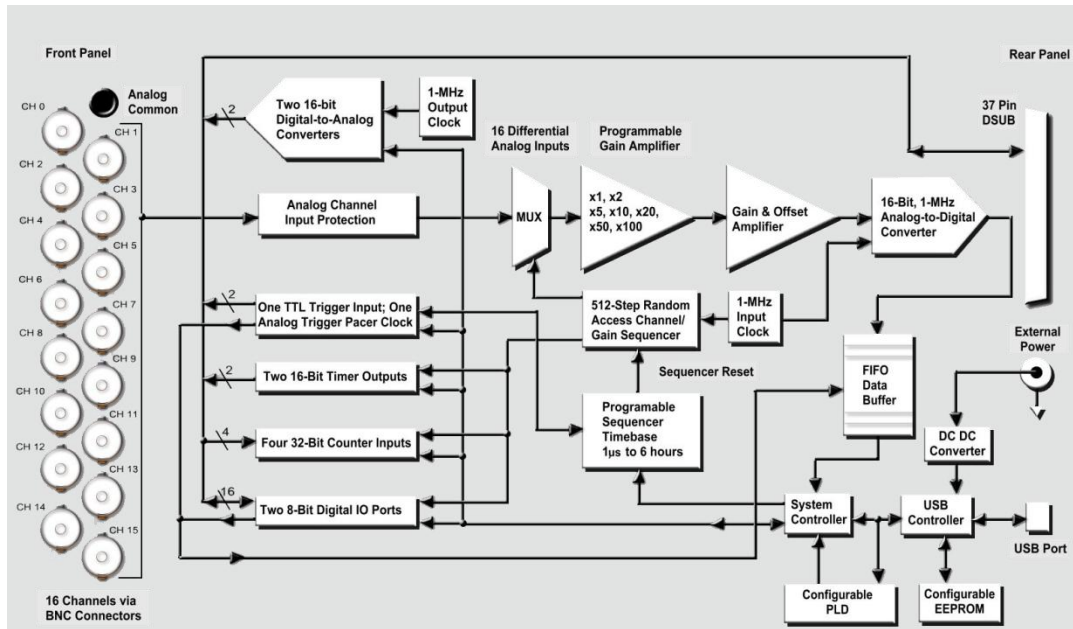 Front Panel
Rear Panel
Analog
Common
CH 0
CH 1
CH 2
CH 3
CH 4
CH 5
CH 6
CH 7
CH 8
CH 9
CH 10
CH 11
CH 12
CH 13
CH 14
CH 15
16 Channels via
BNC Connectors
2
Two 16-bit
Digital-to-Analog
Converters
1-MHz
Output
Clock
37 Pin
DSUB
16 Differential
Analog Inputs
Programmable
Gain Amplifier
Analog Channel
Input Protection
MUX
x1, x2
x5, x10, x20,
x50, x100
Gain & Offset
Amplifier
16-Bit, 1-MHz
Analog-to-Digital
Converter
2
One TTL Trigger Input; One
Analog Trigger Pacer Clock
512-Step Random
Access Channel/
Gain Sequencer
1-MHz
Input
Clock
External
Power
2
Two 16-Bit Timer Outputs
Sequencer Reset
FIFO
Data
Buffer
Programable
Sequencer
Timebase
1µs to 6 hours
4
Four 32-Bit Counter Inputs
DC DC
Converter
16
Two 8-Bit Digital IO Ports
System
Controller
USB
Controller
USB Port
Configurable
PLD
Configurable
EEPROM